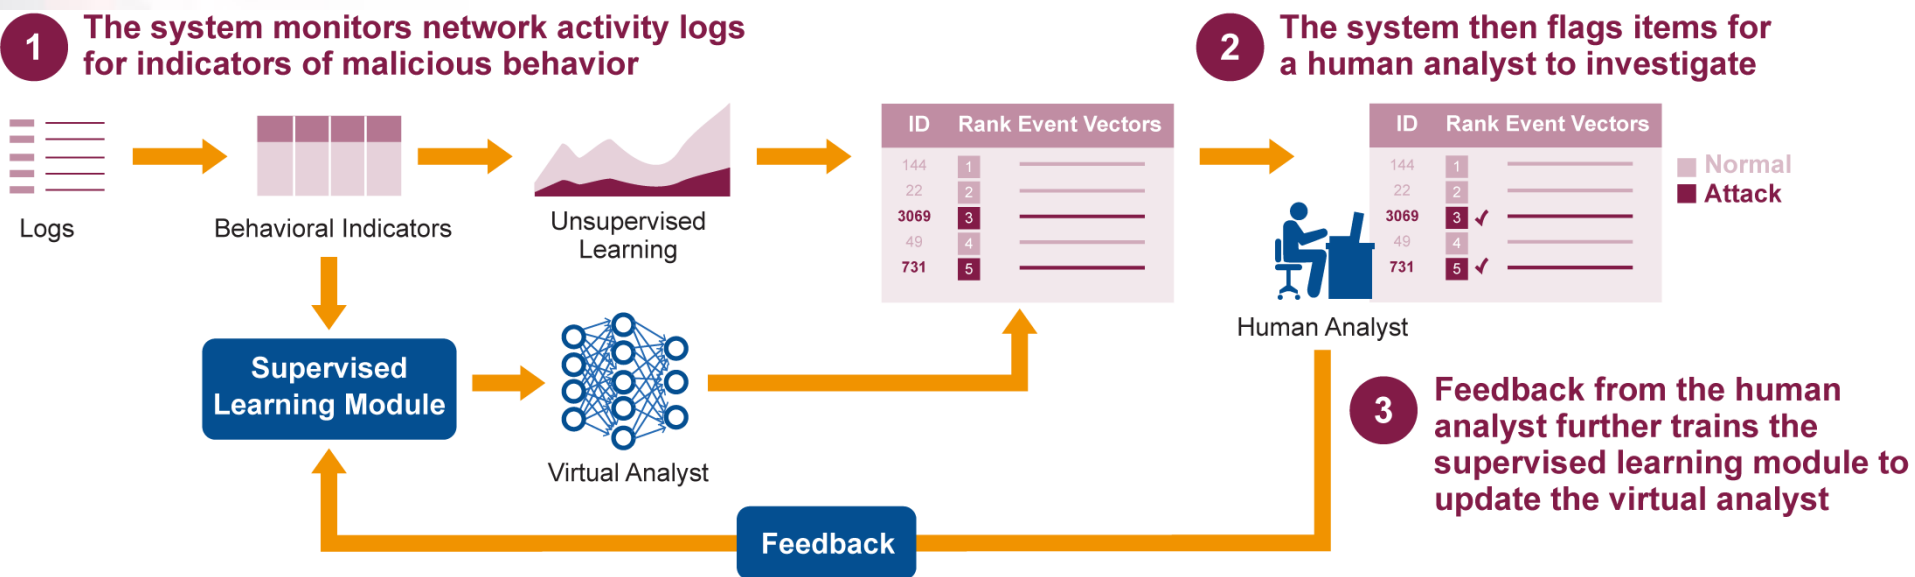 1
The system monitors network activity logs
for indicators of malicious behavior
2
The system then flags items for
a human analyst to investigate
Logs
Behavioral Indicators
Unsupervised
Learning
ID Rank Event Vectors
144 1
22 2
3069 3
49 4
731 5
ID Rank Event Vectors
144 1
22 2
3069 3 ✓
49 4
731 5 ✓
Normal
Attack
Human Analyst
Supervised
Learning Module
Virtual Analyst
3
Feedback from the human
analyst further trains the
supervised learning module to
update the virtual analyst
Feedback